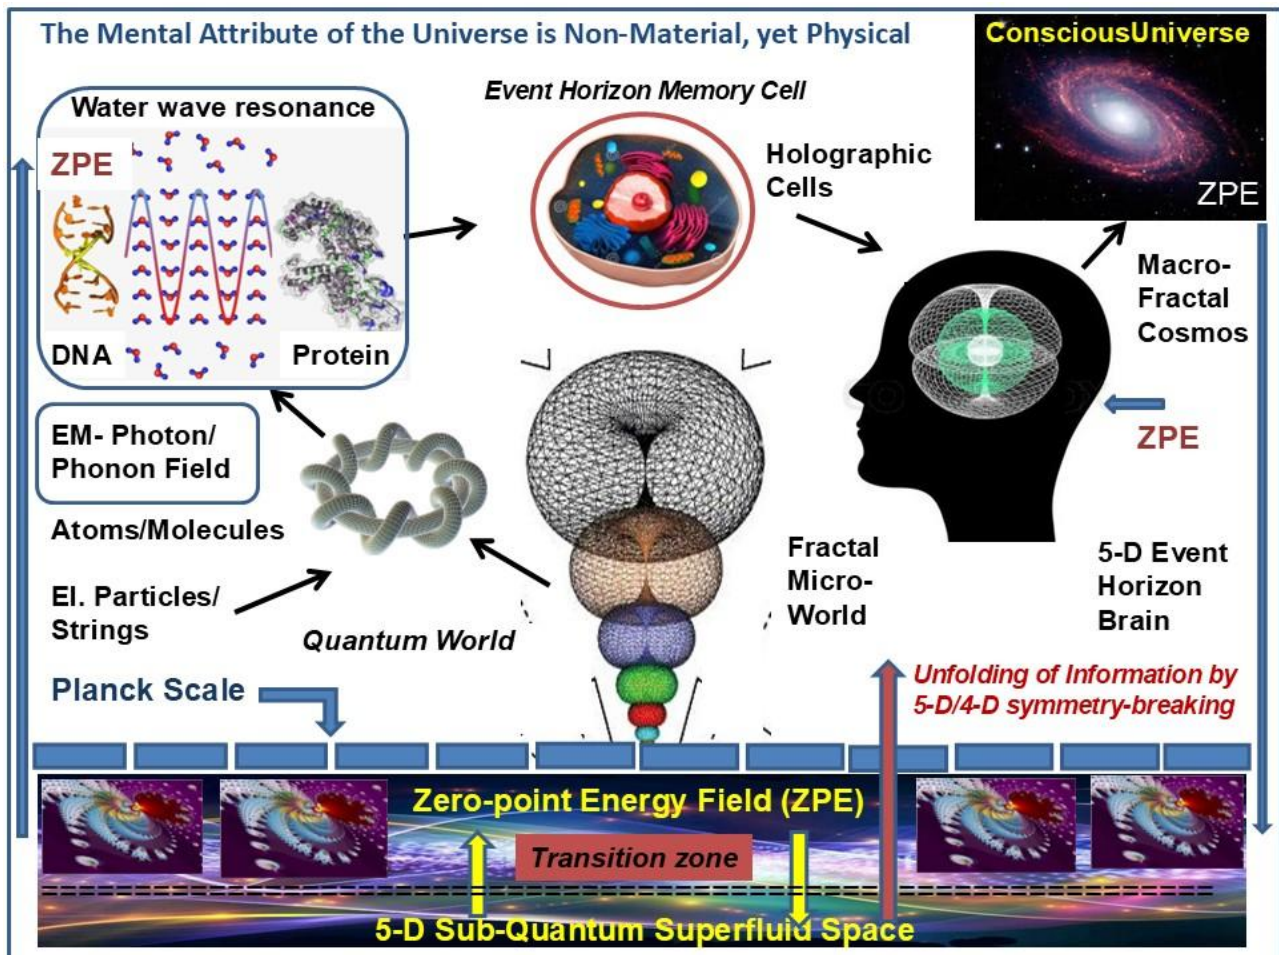 The Mental Attribute of the Universe is Non-Material, yet Physical
ConsciousUniverse
ZPE
Water wave resonance
ZPE
DNA
Protein
Event Horizon Memory Cell
Holographic
Cells
Macro-
Fractal
Cosmos
ZPE
EM- Photon/
Phonon Field
Atoms/Molecules
El. Particles/
Strings
Quantum World
Fractal
Micro-
World
5-D Event
Horizon
Brain
Planck Scale
Unfolding of Information by
5-D/4-D symmetry-breaking
Zero-point Energy Field (ZPE)
Transition zone
5-D Sub-Quantum Superfluid Space